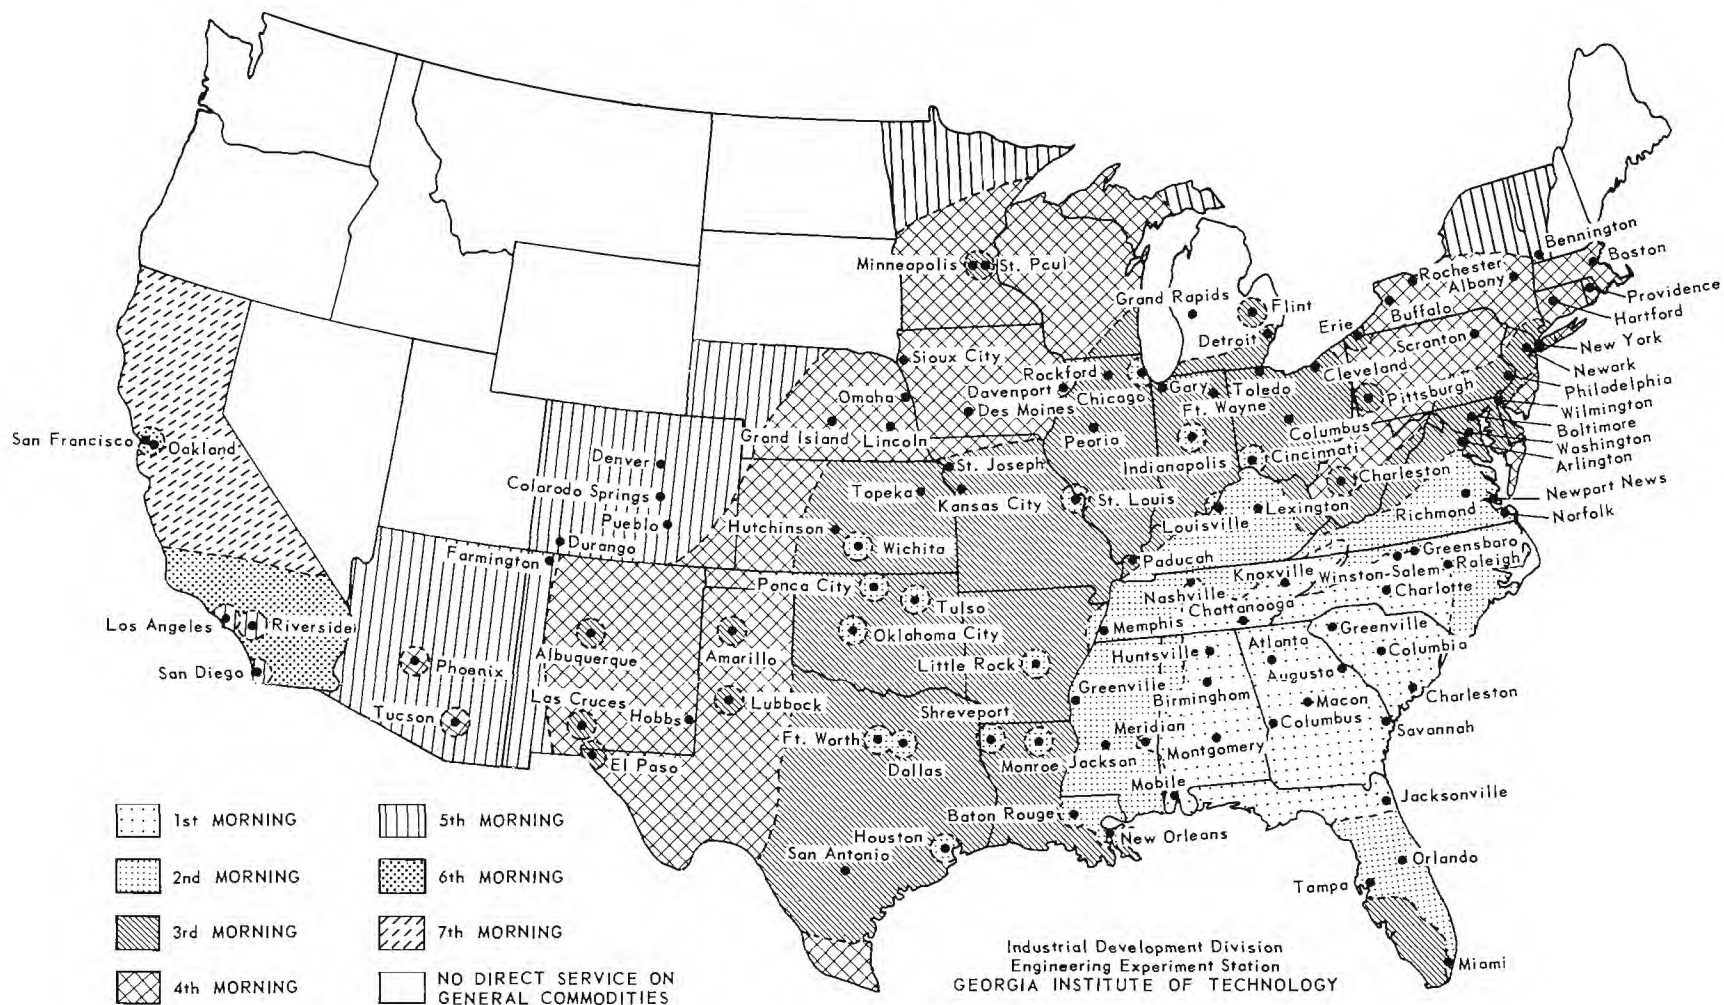 Minneapolis
St. Pcul
Grand Rapids
Flint
Detroit
Bennington
Boston
Rochester
Albony
Buffalo
Providence
Hartford
Erie
Scranton
New York
Newark
Cleveland
Philadelphia
Pittsburgh
Wilmington
Boltimore
Washington
Arlington
Sioux City
Rockford
Davenport
Chicago
Gary
Toledo
Ft. Wayne
Omaha
Des Moines
Grand Island
Lincoln
Peoria
Columbus
San Francisco
Oakland
Denver
Colarodo Springs
Pueblo
Durango
Farmington
St. Joseph
Topeka
Kansas City
St. Louis
Indianapolis
Cincinnati
Charleston
Newport News
Norfolk
Richmond
Hutchinson
Wichita
Louisville
Lexington
Paducah
Greensboro
Winston-Salem
Raleigh
Knoxville
Nashville
Chattanooga
Charlotte
Ponca City
Tulso
Oklahoma City
Memphis
Los Angeles
Riverside
San Diego
Phoenix
Tucson
Albuquerque
Amarillo
Las Cruces
Hobbs
Lubbock
El Paso
Little Rock
Huntsville
Atlanta
Greenville
Columbia
Greenville
Birmingham
Augusta
Macon
Charleston
Shreveport
Ft. Worth
Dallas
Monroe
Jackson
Meridian
Montgomery
Columbus
Savannah
Mobile
Jacksonville
Baton Rouge
New Orleans
Houston
San Antonio
Orlando
Tampa
Miami
1st MORNING
2nd MORNING
3rd MORNING
4th MORNING
5th MORNING
6th MORNING
7th MORNING
NO DIRECT SERVICE ON
GENERAL COMMODITIES
Industrial Development Division
Engineering Experiment Station
GEORGIA INSTITUTE OF TECHNOLOGY